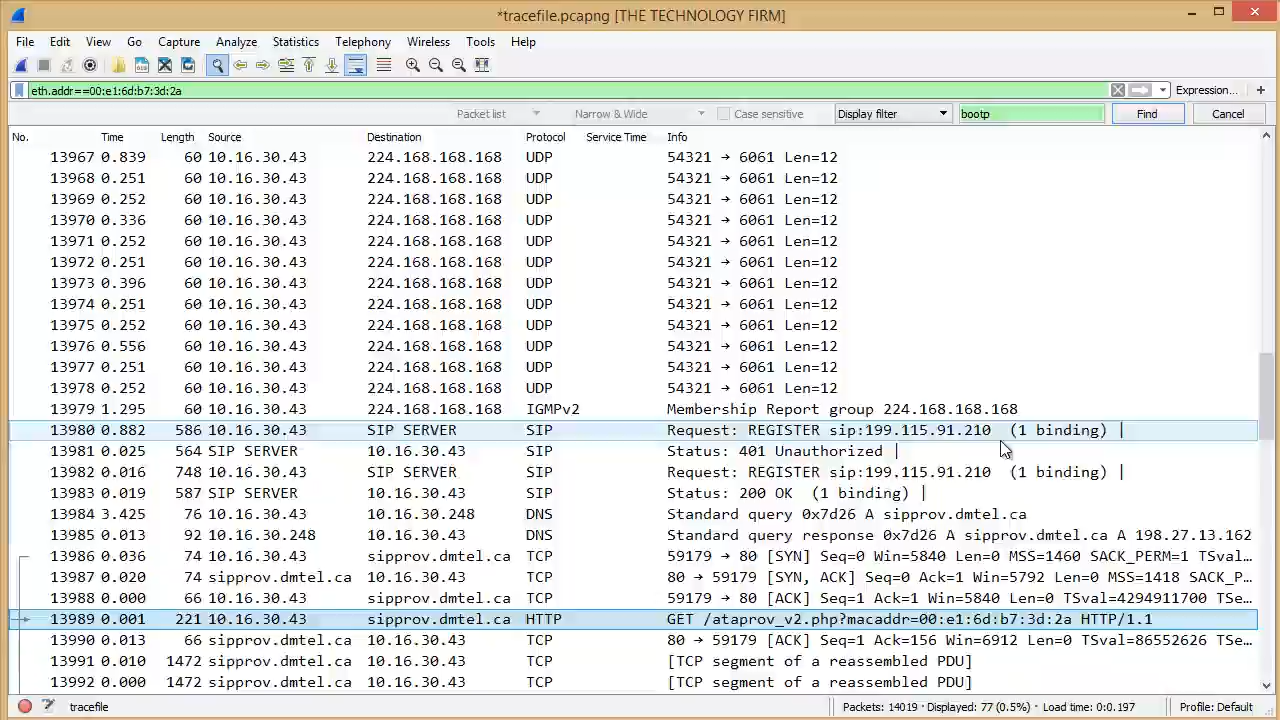 *tracefile.pcapng [THE TECHNOLOGY FIRM]
File Edit View Go Capture Analyze Statistics Telephony Wireless Tools Help
eth.addr==00:e1:6d:b7:3d:2a Expression... +
Packet list Narrow & Wide Case sensitive Display filter bootp Find Cancel
No. Time Length Source Destination Protocol Service Time Info
13967 0.839 60 10.16.30.43 224.168.168.168 UDP 54321 → 6061 Len=12
13968 0.251 60 10.16.30.43 224.168.168.168 UDP 54321 → 6061 Len=12
13969 0.252 60 10.16.30.43 224.168.168.168 UDP 54321 → 6061 Len=12
13970 0.336 60 10.16.30.43 224.168.168.168 UDP 54321 → 6061 Len=12
13971 0.252 60 10.16.30.43 224.168.168.168 UDP 54321 → 6061 Len=12
13972 0.251 60 10.16.30.43 224.168.168.168 UDP 54321 → 6061 Len=12
13973 0.396 60 10.16.30.43 224.168.168.168 UDP 54321 → 6061 Len=12
13974 0.251 60 10.16.30.43 224.168.168.168 UDP 54321 → 6061 Len=12
13975 0.252 60 10.16.30.43 224.168.168.168 UDP 54321 → 6061 Len=12
13976 0.556 60 10.16.30.43 224.168.168.168 UDP 54321 → 6061 Len=12
13977 0.251 60 10.16.30.43 224.168.168.168 UDP 54321 → 6061 Len=12
13978 0.252 60 10.16.30.43 224.168.168.168 UDP 54321 → 6061 Len=12
13979 1.295 60 10.16.30.43 224.168.168.168 IGMPv2 Membership Report group 224.168.168.168
13980 0.882 586 10.16.30.43 SIP SERVER SIP Request: REGISTER sip:199.115.91.210 (1 binding) |
13981 0.025 564 SIP SERVER 10.16.30.43 SIP Status: 401 Unauthorized |
13982 0.016 748 10.16.30.43 SIP SERVER SIP Request: REGISTER sip:199.115.91.210 (1 binding) |
13983 0.019 587 SIP SERVER 10.16.30.43 SIP Status: 200 OK (1 binding) |
13984 3.425 76 10.16.30.43 10.16.30.248 DNS Standard query 0x7d26 A sipprov.dmtel.ca
13985 0.013 92 10.16.30.248 10.16.30.43 DNS Standard query response 0x7d26 A sipprov.dmtel.ca A 198.27.13.162
13986 0.036 74 10.16.30.43 sipprov.dmtel.ca TCP 59179 → 80 [SYN] Seq=0 Win=5840 Len=0 MSS=1460 SACK_PERM=1 TSval…
13987 0.020 74 sipprov.dmtel.ca 10.16.30.43 TCP 80 → 59179 [SYN, ACK] Seq=0 Ack=1 Win=5792 Len=0 MSS=1418 SACK_P…
13988 0.000 66 10.16.30.43 sipprov.dmtel.ca TCP 59179 → 80 [ACK] Seq=1 Ack=1 Win=5840 Len=0 TSval=4294911700 TSe…
13989 0.001 221 10.16.30.43 sipprov.dmtel.ca HTTP GET /ataprov_v2.php?macaddr=00:e1:6d:b7:3d:2a HTTP/1.1
13990 0.013 66 sipprov.dmtel.ca 10.16.30.43 TCP 80 → 59179 [ACK] Seq=1 Ack=156 Win=6912 Len=0 TSval=86552626 TSe…
13991 0.010 1472 sipprov.dmtel.ca 10.16.30.43 TCP [TCP segment of a reassembled PDU]
13992 0.000 1472 sipprov.dmtel.ca 10.16.30.43 TCP [TCP segment of a reassembled PDU]
tracefile Packets: 14019 · Displayed: 77 (0.5%) · Load time: 0:0.197 Profile: Default